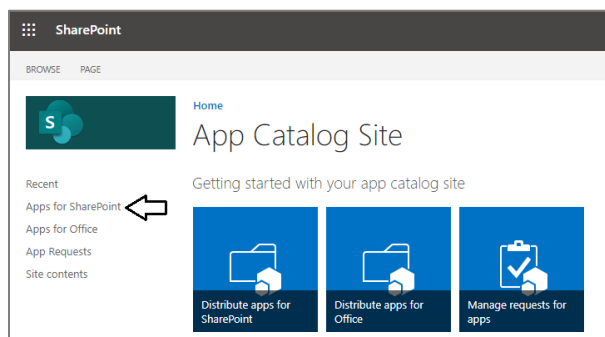 SharePoint
BROWSE PAGE
S
Home
App Catalog Site
Recent
Apps for SharePoint
Apps for Office
App Requests
Site contents
Getting started with your app catalog site
Distribute apps for
SharePoint
Distribute apps for
Office
Manage requests for
apps